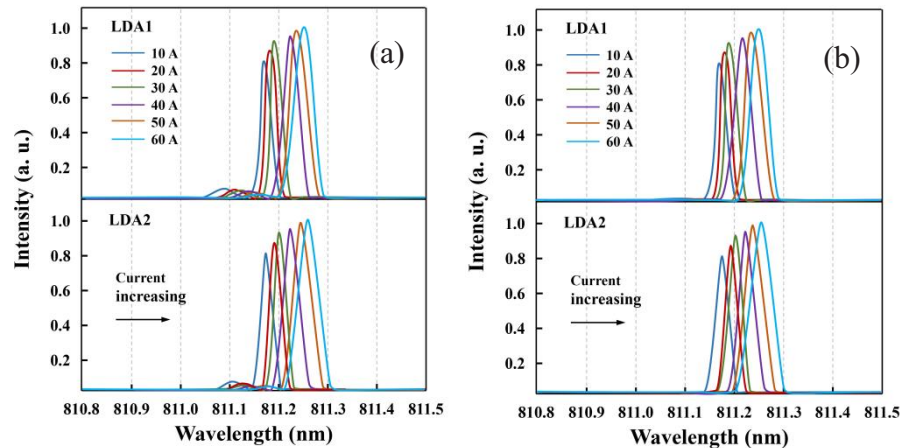 LDA1
(a)
10 A
20 A
30 A
40 A
50 A
60 A
1.0
0.8
0.6
0.4
0.2
LDA2
Current
increasing
1.0
0.8
0.6
0.4
0.2
Intensity (a. u.)
810.8 810.9 811.0 811.1 811.2 811.3 811.4 811.5
Wavelength (nm)
LDA1
(b)
10 A
20 A
30 A
40 A
50 A
60 A
1.0
0.8
0.6
0.4
0.2
LDA2
Current
increasing
1.0
0.8
0.6
0.4
0.2
Intensity (a. u.)
810.8 810.9 811.0 811.1 811.2 811.3 811.4 811.5
Wavelength (nm)